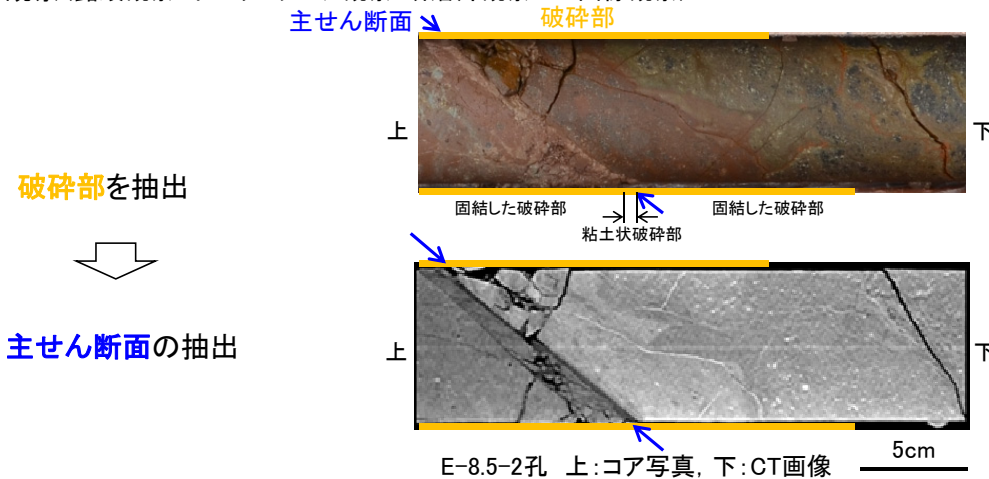 主せん断面
破砕部
上
下
破砕部を抽出
固結した破砕部
固結した破砕部
粘土状破砕部
主せん断面の抽出
上
下
E-8.5-2孔 上:コア写真, 下:CT画像
5cm